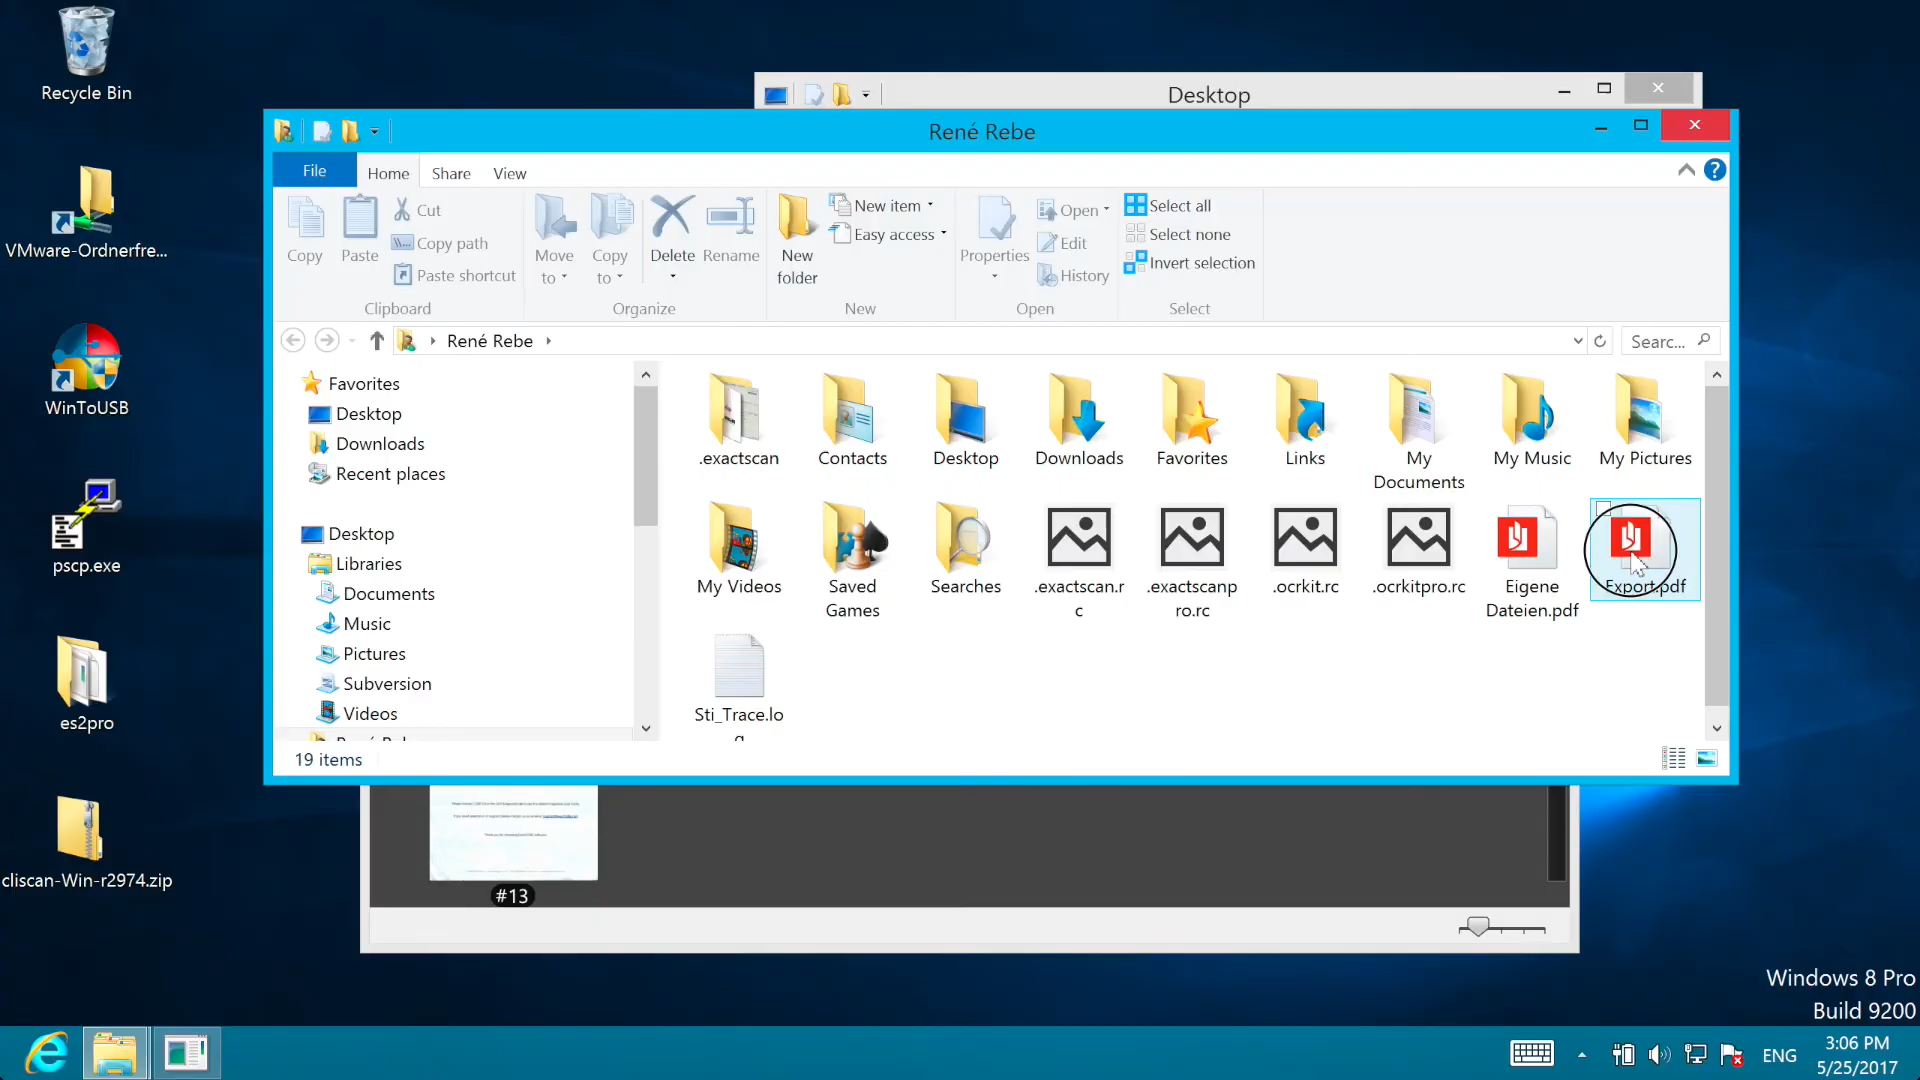 Recycle Bin
VMware-Ordnerfre...
WinToUSB
pscp.exe
es2pro
cliscan-Win-r2974.zip
Desktop
René Rebe
File
Home
Share
View
Copy
Paste
Cut
Copy path
Paste shortcut
Clipboard
Move
to
Copy
to
Delete
Rename
Organize
New
folder
New item
Easy access
New
Properties
Open
Edit
History
Open
Select all
Select none
Invert selection
Select
René Rebe
Searc...
Favorites
Desktop
Downloads
Recent places
Desktop
Libraries
Documents
Music
Pictures
Subversion
Videos
.exactscan
Contacts
Desktop
Downloads
Favorites
Links
My
Documents
My Music
My Pictures
My Videos
Saved
Games
Searches
.exactscan.r
c
.exactscanp
ro.rc
.ocrkit.rc
.ocrkitpro.rc
Eigene
Dateien.pdf
Export.pdf
Sti_Trace.lo
g
19 items
#13
Windows 8 Pro
Build 9200
ENG
3:06 PM
5/25/2017